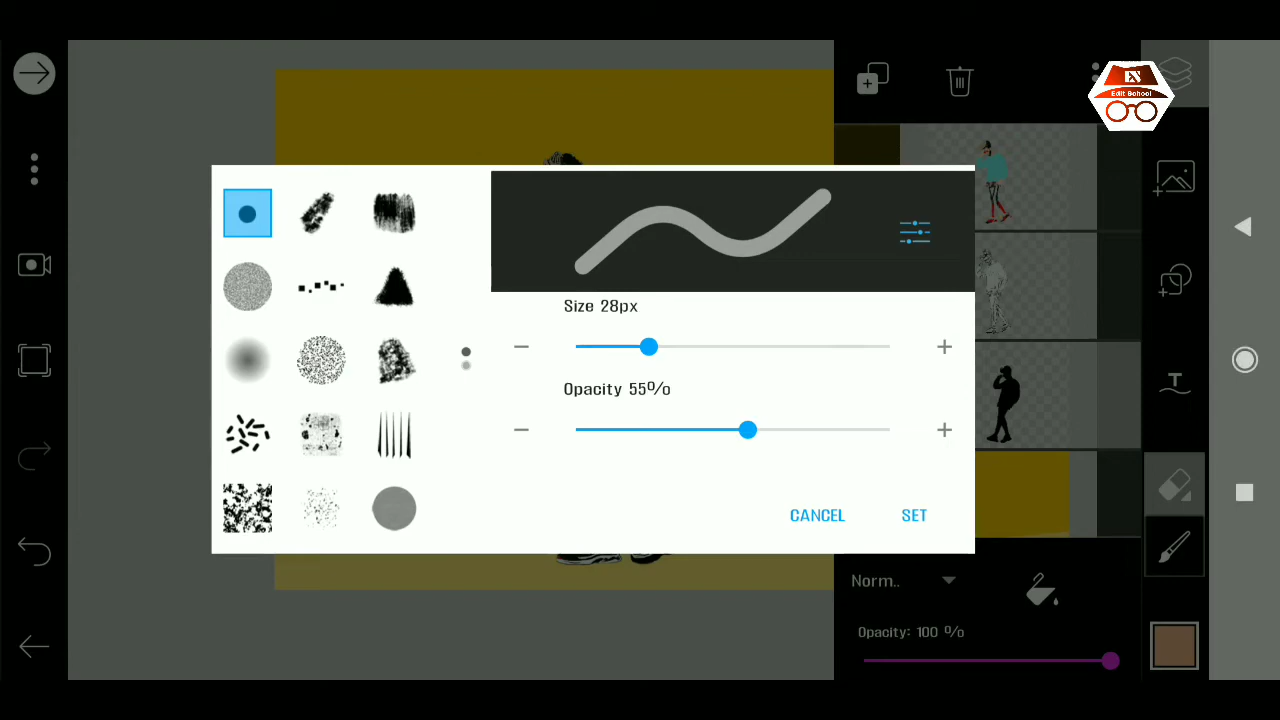 EX
Edit School
Size 28px
Opacity 55%
CANCEL
SET
Norm..
Opacity: 100 %